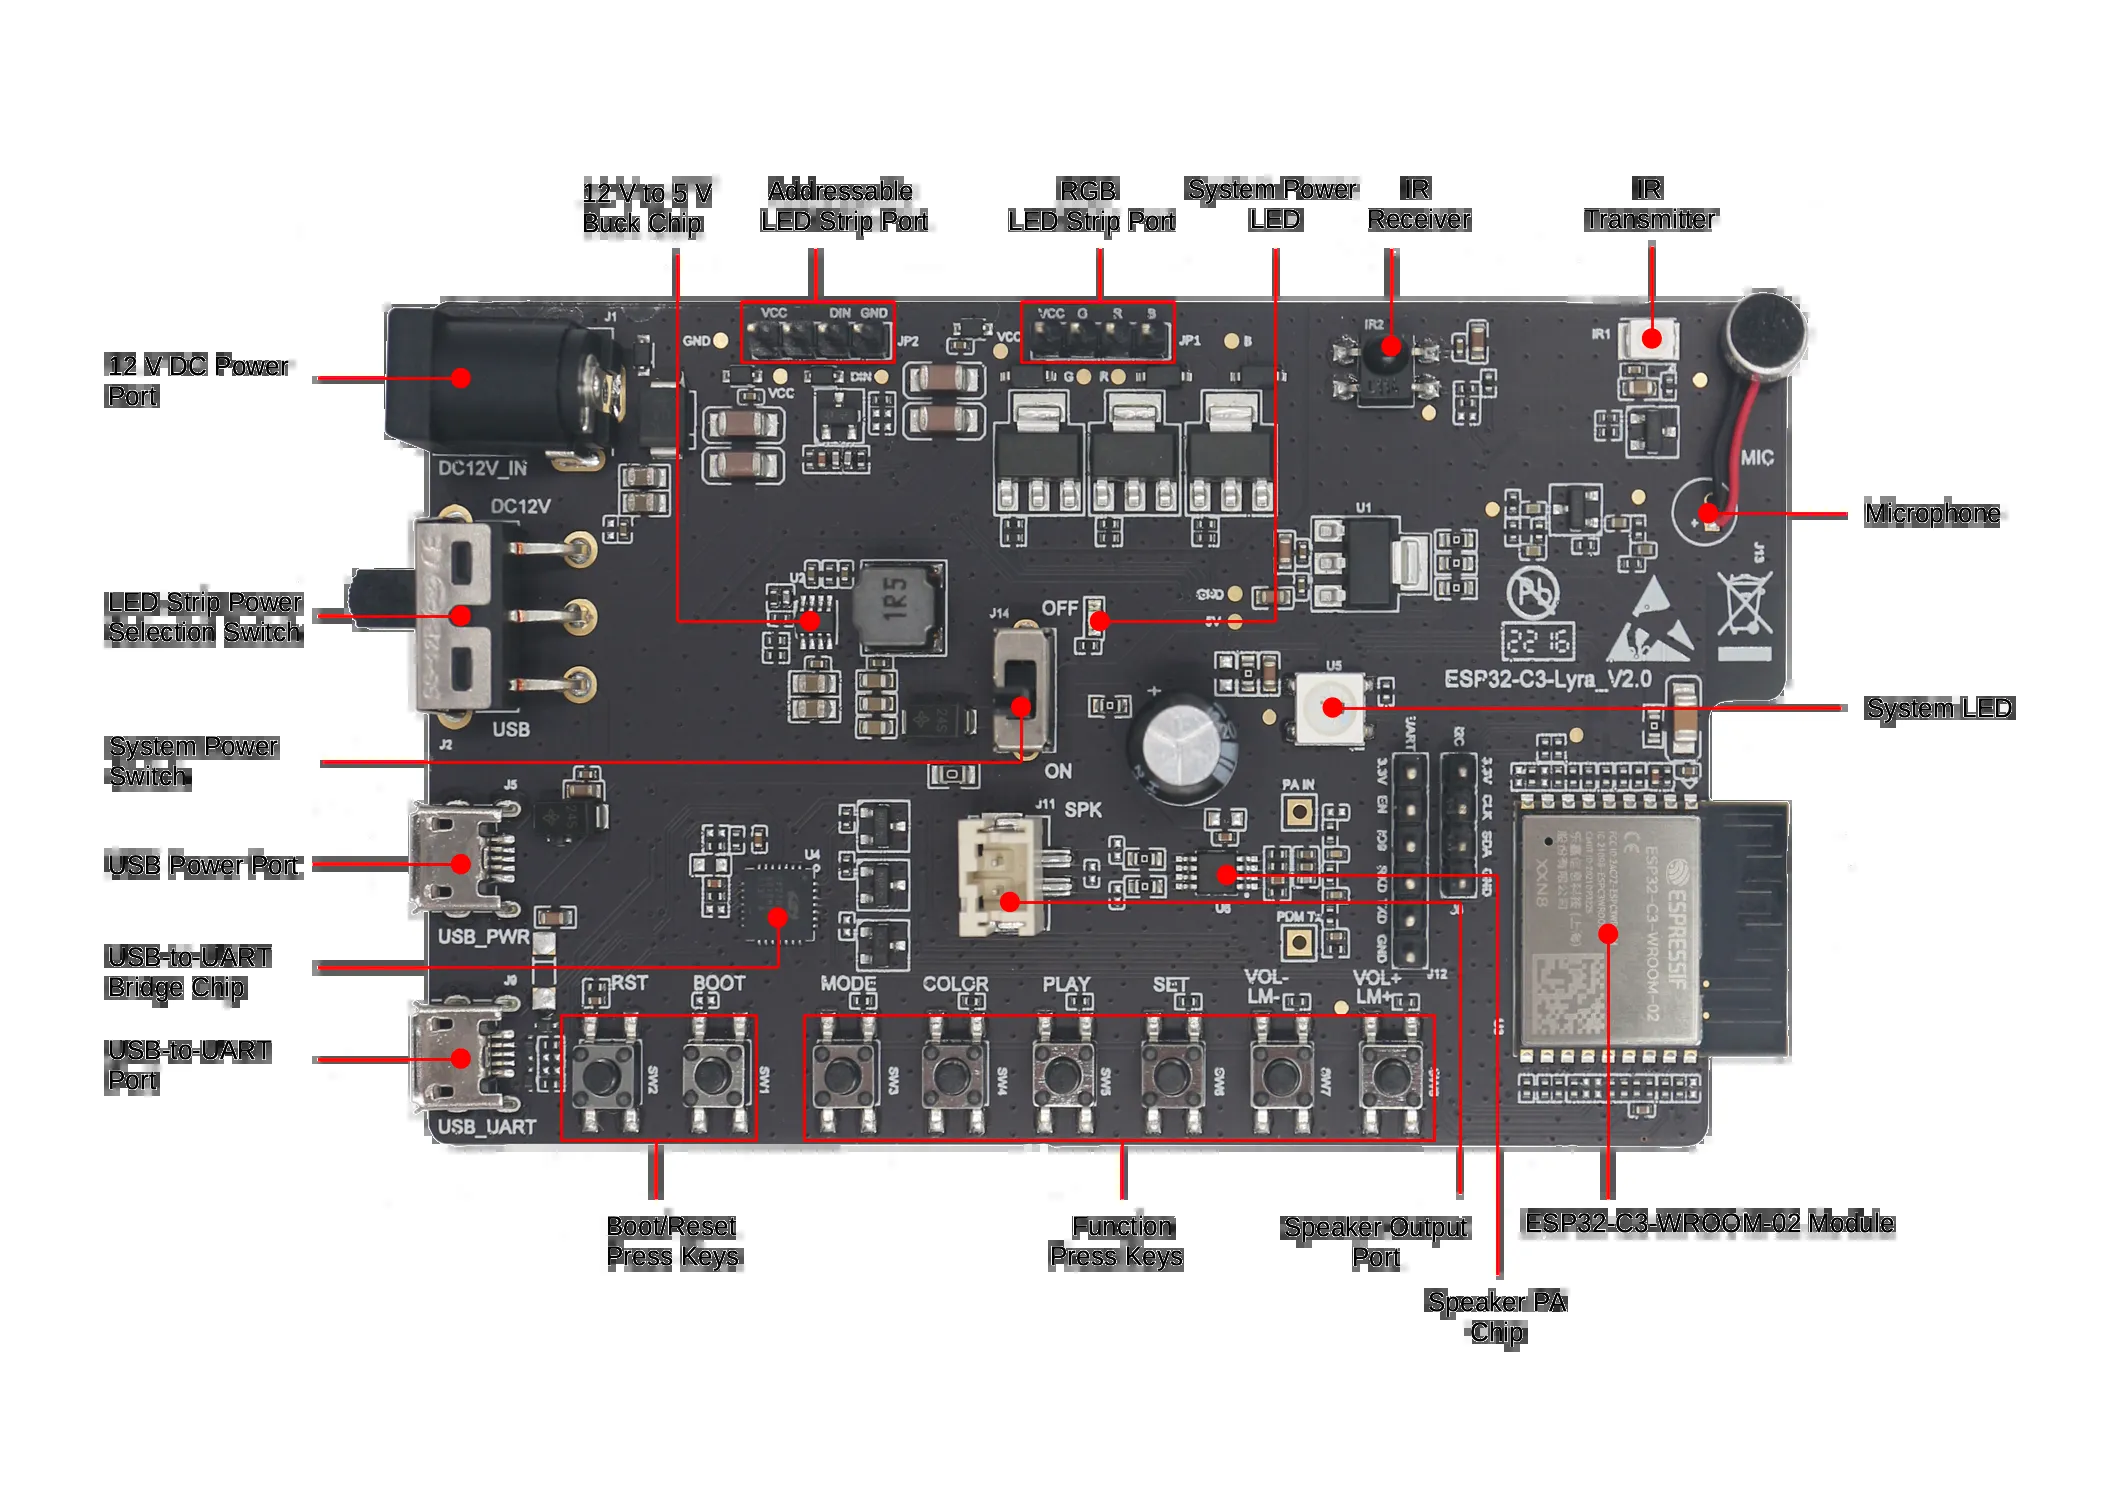 12 V to 5 V
Buck Chip
Addressable
LED Strip Port
RGB
LED Strip Port
System Power
LED
IR
Receiver
IR
Transmitter
12 V DC Power
Port
LED Strip Power
Selection Switch
System Power
Switch
USB Power Port
USB-to-UART
Bridge Chip
USB-to-UART
Port
Microphone
System LED
Boot/Reset
Press Keys
Function
Press Keys
Speaker Output
Port
ESP32-C3-WROOM-02 Module
Speaker PA
Chip
J1
VCC DIN GND
GND
JP2
VCC
DIN
VCC
VCC G R B
JP1
B
G R
IR2
IR1
MIC
DC12V_IN
DC12V
U1
J13
U2
1R5
J14
OFF
GND
5V
2216
ESP32-C3-Lyra_V2.0
U5
USB
J2
ON
UART
I2C
J5
J11
SPK
PA IN
3.3V EN IO9 RXD TXD GND
3.3V CLK SDA GND
U4
U6
PDM TX
USB_PWR
J12
ESPRESSIF
ESP32-C3-WROOM-02
XXN8
RST BOOT MODE COLOR PLAY SET
VOL-
LM-
VOL+
LM+
SW2 SW1 SW3 SW4 SW5 SW6 SW7
USB_UART